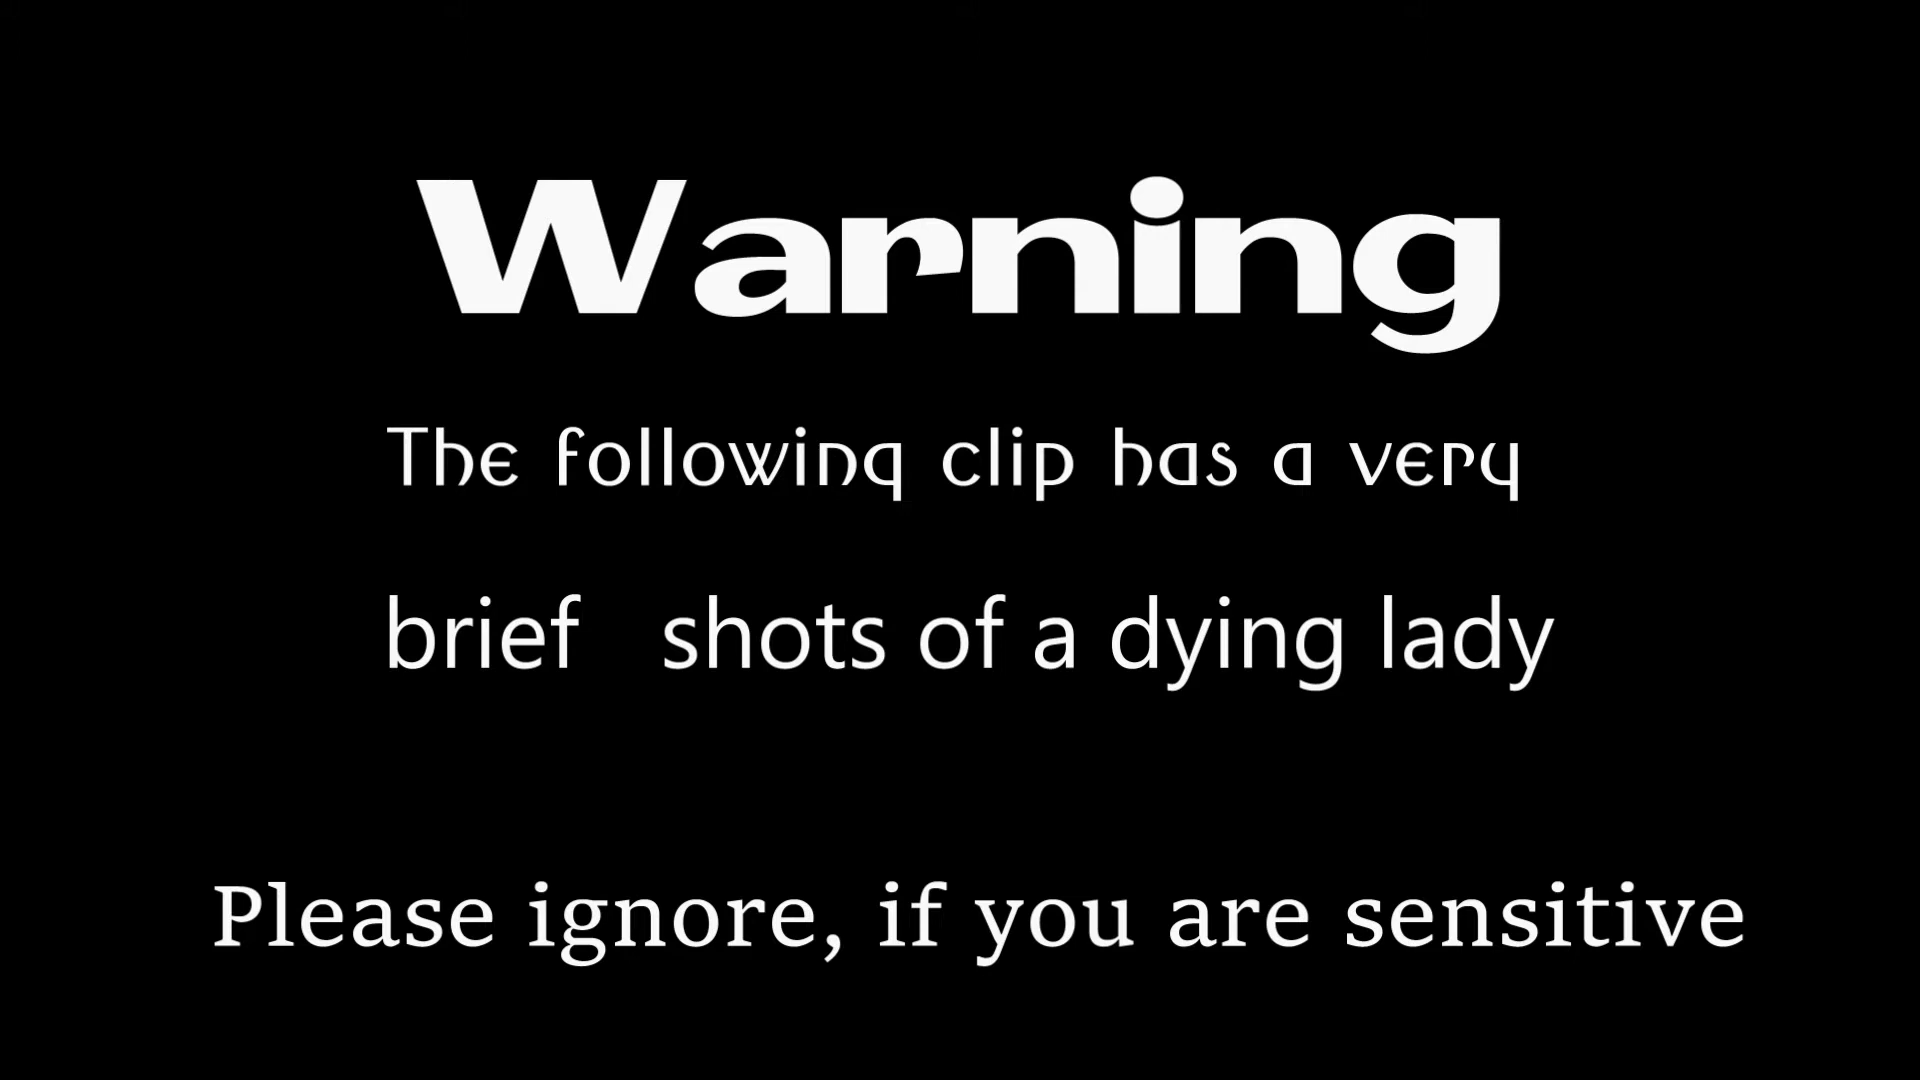 Warning
The following clip has a very
brief shots of a dying lady
Please ignore, if you are sensitive